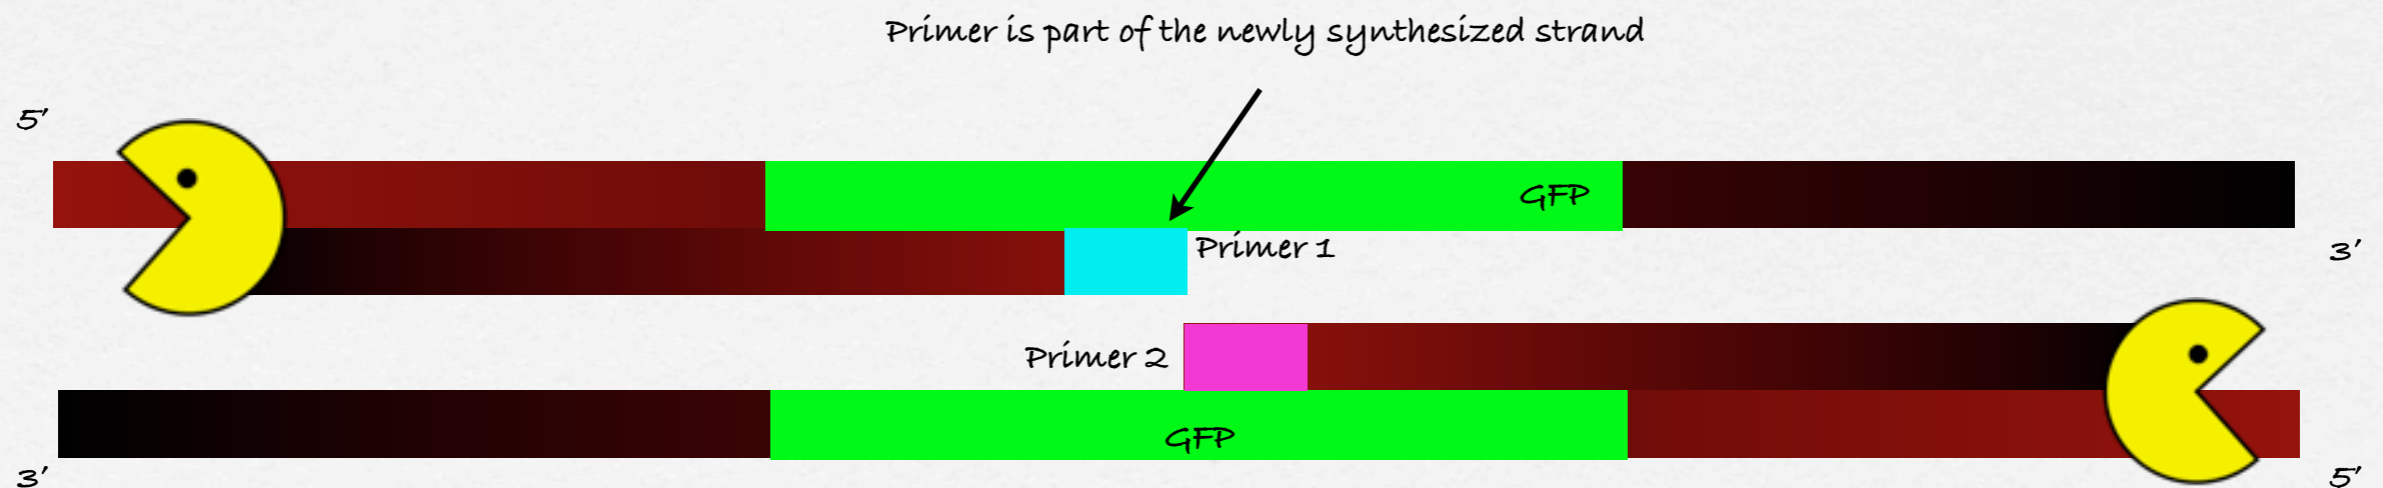 Primer is part of the newly synthesized strand
5'
GFP
Primer 1
3'
Primer 2
GFP
3'
5'